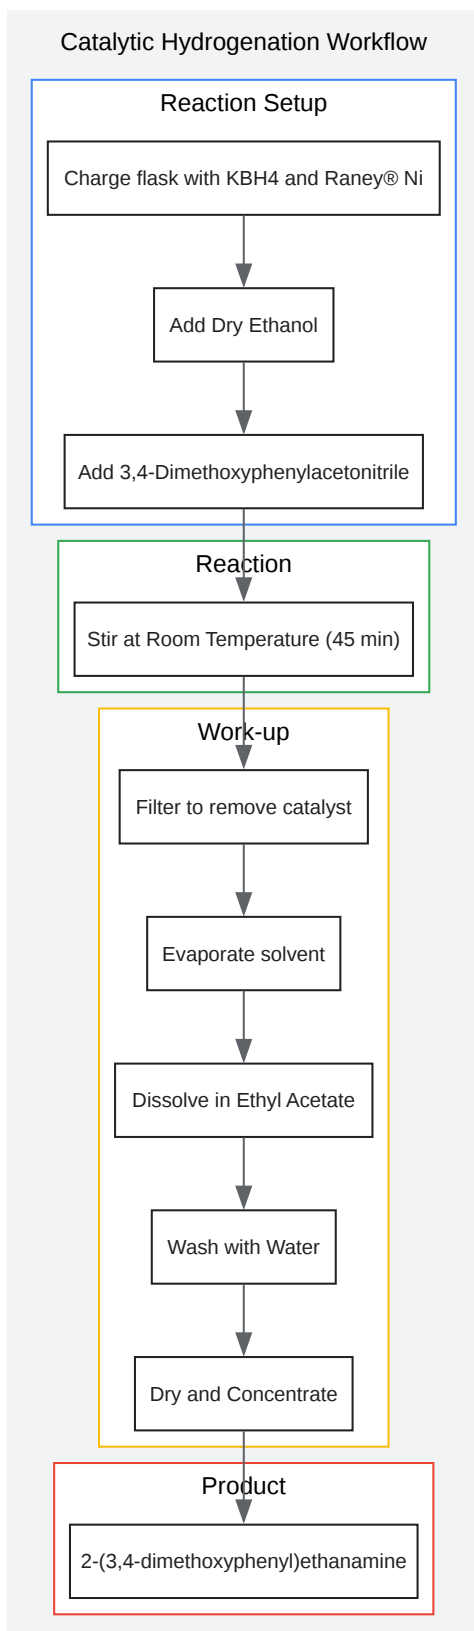 Catalytic Hydrogenation Workflow
Reaction Setup
Charge flask with KBH4 and Raney® Ni
Add Dry Ethanol
Add 3,4-Dimethoxyphenylacetonitrile
Reaction
Stir at Room Temperature (45 min)
Work-up
Filter to remove catalyst
Evaporate solvent
Dissolve in Ethyl Acetate
Wash with Water
Dry and Concentrate
Product
2-(3,4-dimethoxyphenyl)ethanamine